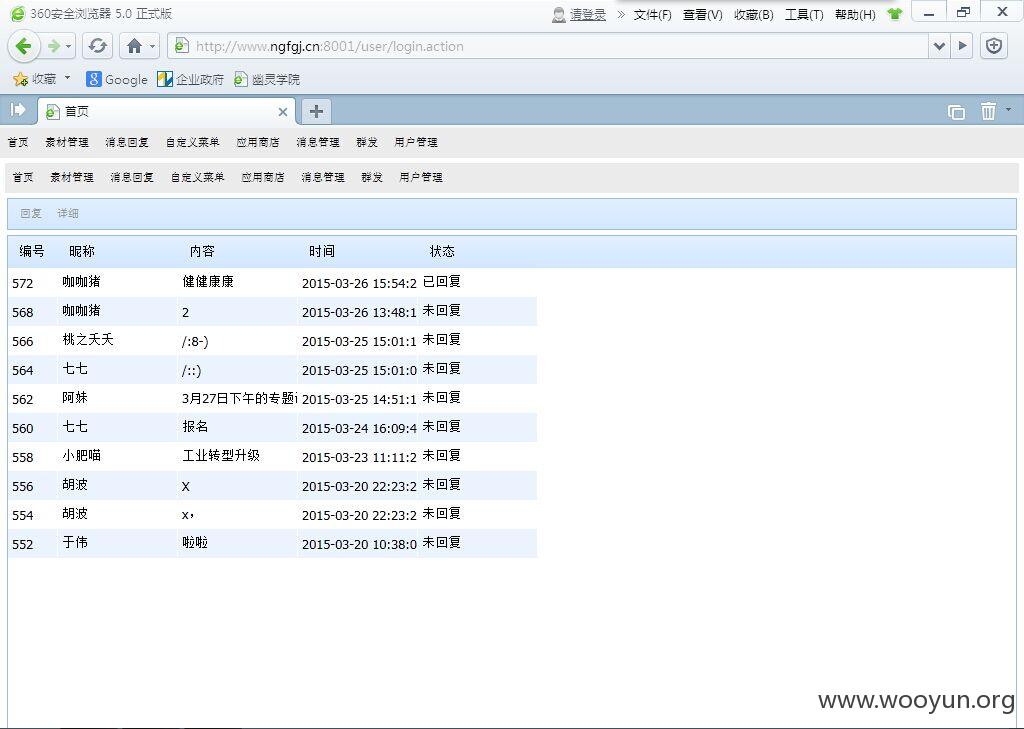 360安全浏览器 5.0 正式版 请登录 » 文件(F) 查看(V) 收藏(B) 工具(T) 帮助(H)
http://www.ngfgj.cn:8001/user/login.action
收藏 Google 企业政府 幽灵学院
首页
首页 素材管理 消息回复 自定义菜单 应用商店 消息管理 群发 用户管理
首页 素材管理 消息回复 自定义菜单 应用商店 消息管理 群发 用户管理
回复 详细
编号 昵称 内容 时间 状态
572 咖咖猪 健健康康 2015-03-26 15:54:2 已回复
568 咖咖猪 2 2015-03-26 13:48:1 未回复
566 桃之夭夭 /:8-) 2015-03-25 15:01:1 未回复
564 七七 /::) 2015-03-25 15:01:0 未回复
562 阿妹 3月27日下午的专题 2015-03-25 14:51:1 未回复
560 七七 报名 2015-03-24 16:09:4 未回复
558 小肥喵 工业转型升级 2015-03-23 11:11:2 未回复
556 胡波 X 2015-03-20 22:23:2 未回复
554 胡波 x， 2015-03-20 22:23:2 未回复
552 于伟 啦啦 2015-03-20 10:38:0 未回复
www.wooyun.org